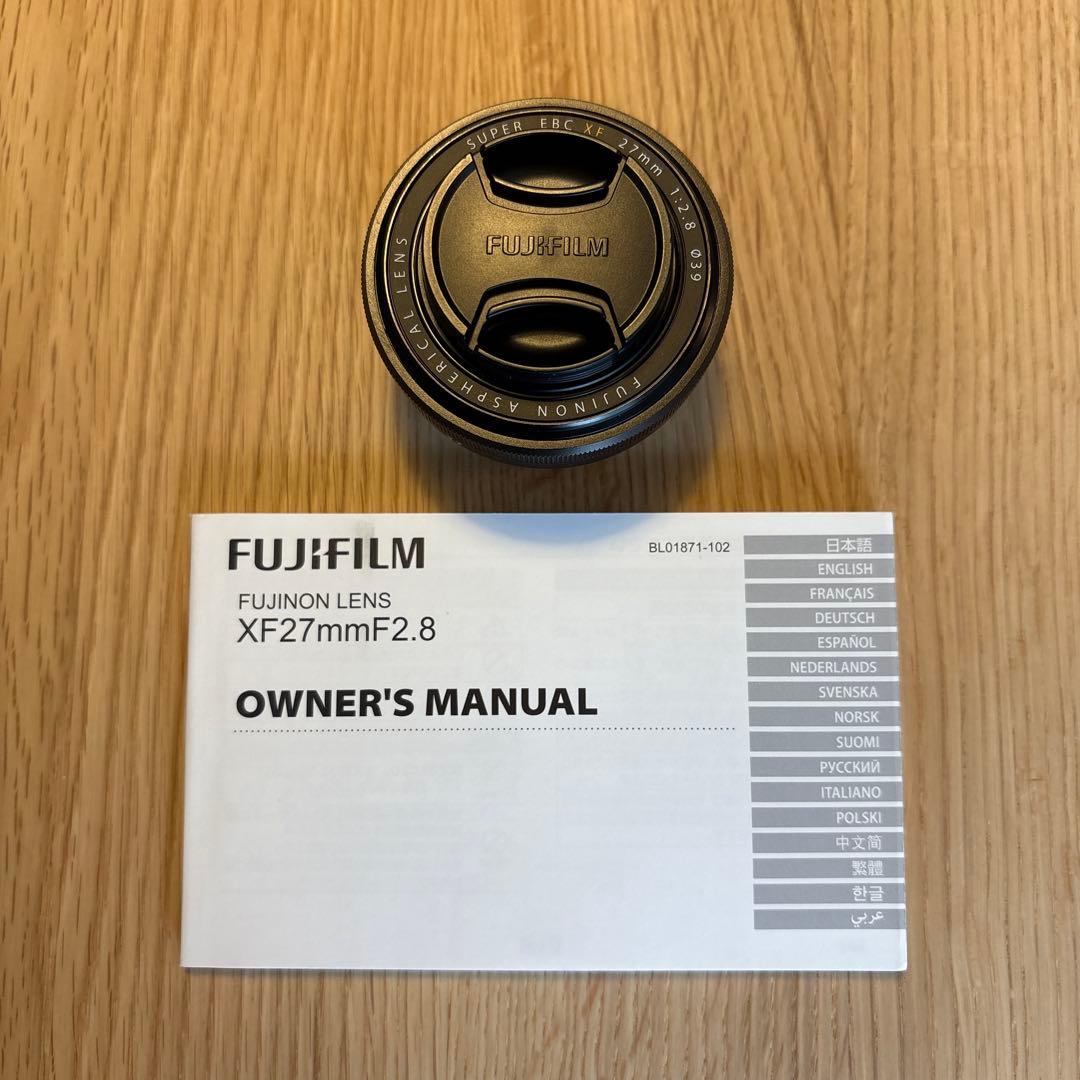 SUPER EBC XF 27mm 1:2.8 Ø39
FUJINON ASPHERICAL LENS
FUJIFILM
FUJIFILM
BL01871-102
FUJINON LENS
XF27mmF2.8
OWNER'S MANUAL
日本語
ENGLISH
FRANÇAIS
DEUTSCH
ESPAÑOL
NEDERLANDS
SVENSKA
NORSK
SUOMI
РУССКИЙ
ITALIANO
POLSKI
中文简
繁體
한글
عربي